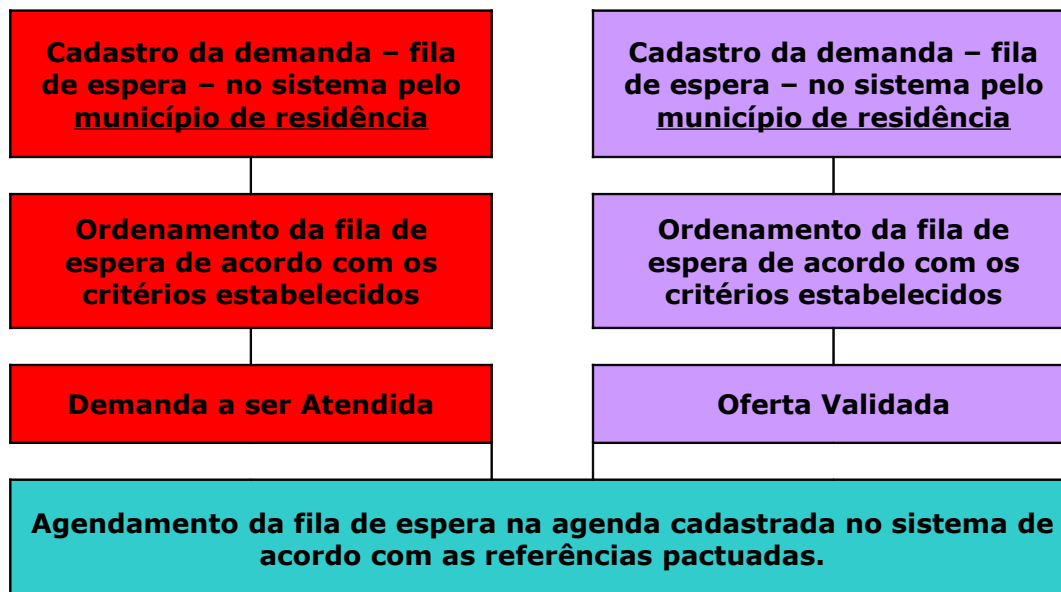 Cadastro da demanda – fila
de espera – no sistema pelo
município de residência
Ordenamento da fila de
espera de acordo com os
critérios estabelecidos
Demanda a ser Atendida
Cadastro da demanda – fila
de espera – no sistema pelo
município de residência
Ordenamento da fila de
espera de acordo com os
critérios estabelecidos
Oferta Validada
Agendamento da fila de espera na agenda cadastrada no sistema de
acordo com as referências pactuadas.